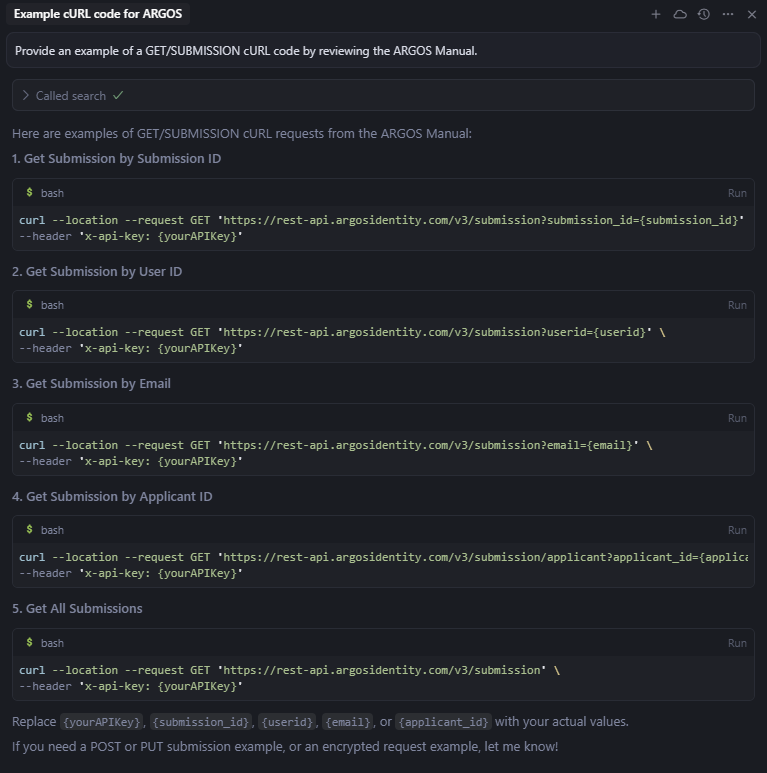 Example cURL code for ARGOS
Provide an example of a GET/SUBMISSION cURL code by reviewing the ARGOS Manual.
Called search
Here are examples of GET/SUBMISSION cURL requests from the ARGOS Manual:
1. Get Submission by Submission ID
$ bash Run
curl --location --request GET 'https://rest-api.argosidentity.com/v3/submission?submission_id={submission_id}'
--header 'x-api-key: {yourAPIKey}'
2. Get Submission by User ID
$ bash Run
curl --location --request GET 'https://rest-api.argosidentity.com/v3/submission?userid={userid}' \
--header 'x-api-key: {yourAPIKey}'
3. Get Submission by Email
$ bash Run
curl --location --request GET 'https://rest-api.argosidentity.com/v3/submission?email={email}' \
--header 'x-api-key: {yourAPIKey}'
4. Get Submission by Applicant ID
$ bash Run
curl --location --request GET 'https://rest-api.argosidentity.com/v3/submission/applicant?applicant_id={applica
--header 'x-api-key: {yourAPIKey}'
5. Get All Submissions
$ bash Run
curl --location --request GET 'https://rest-api.argosidentity.com/v3/submission' \
--header 'x-api-key: {yourAPIKey}'
Replace {yourAPIKey}, {submission_id}, {userid}, {email}, or {applicant_id} with your actual values.
If you need a POST or PUT submission example, or an encrypted request example, let me know!